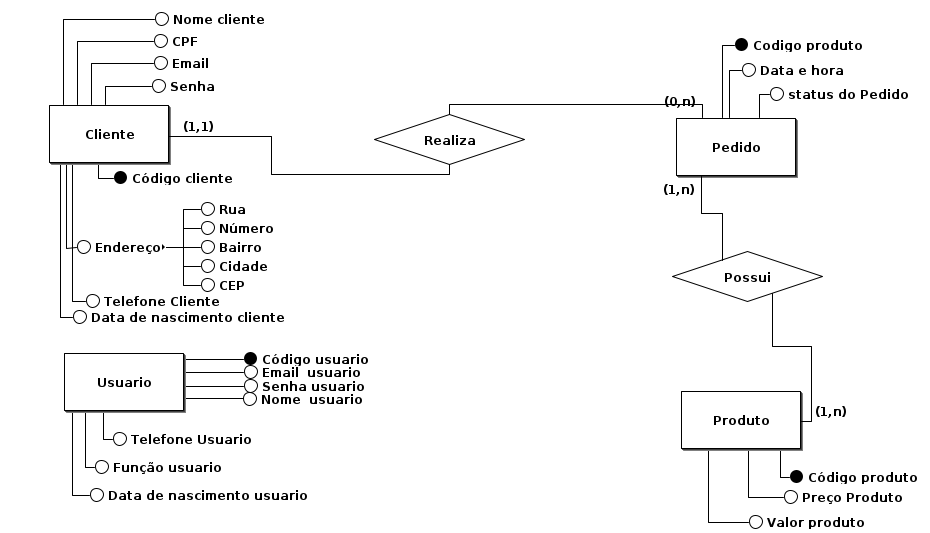 Nome cliente
CPF
Email
Senha
Cliente
(1,1)
Código cliente
Endereço
Rua
Número
Bairro
Cidade
CEP
Telefone Cliente
Data de nascimento cliente
Realiza
(0,n)
Codigo produto
Data e hora
status do Pedido
Pedido
(1,n)
Possui
(1,n)
Produto
Código produto
Preço Produto
Valor produto
Usuario
Código usuario
Email usuario
Senha usuario
Nome usuario
Telefone Usuario
Função usuario
Data de nascimento usuario